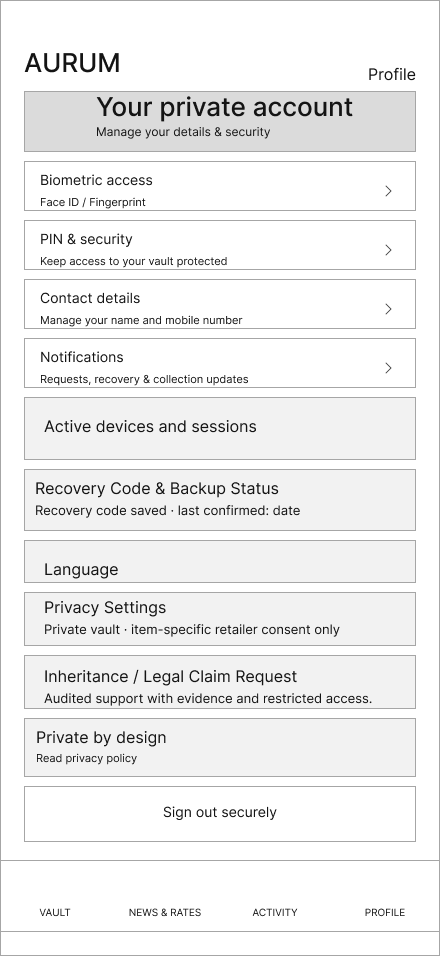 AURUM
Profile
Your private account
Manage your details & security
Biometric access
Face ID / Fingerprint
PIN & security
Keep access to your vault protected
Contact details
Manage your name and mobile number
Notifications
Requests, recovery & collection updates
Active devices and sessions
Recovery Code & Backup Status
Recovery code saved · last confirmed: date
Language
Privacy Settings
Private vault · item-specific retailer consent only
Inheritance / Legal Claim Request
Audited support with evidence and restricted access.
Private by design
Read privacy policy
Sign out securely
VAULT
NEWS & RATES
ACTIVITY
PROFILE